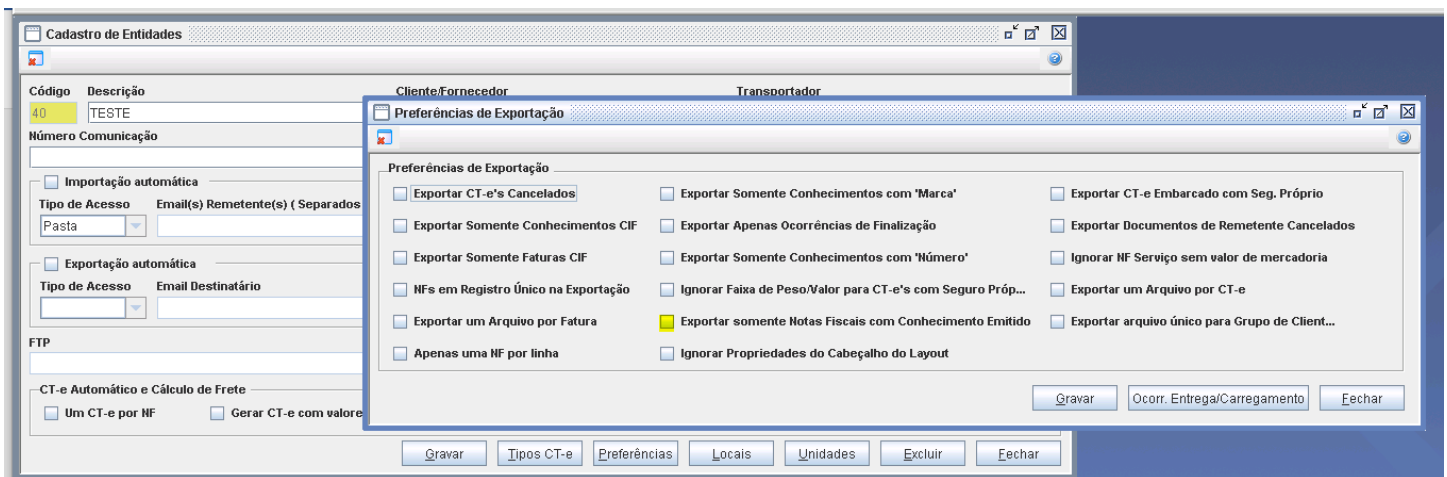 Cadastro de Entidades
Código Descrição Cliente/Fornecedor Transportador
40 TESTE
Número Comunicação
Importação automática
Tipo de Acesso Email(s) Remetente(s) ( Separados
Pasta
Exportação automática
Tipo de Acesso Email Destinatário
FTP
CT-e Automático e Cálculo de Frete
Um CT-e por NF Gerar CT-e com valore
Gravar Tipos CT-e Preferências Locais Unidades Excluir Fechar
Preferências de Exportação
Preferências de Exportação
Exportar CT-e's Cancelados Exportar Somente Conhecimentos com 'Marca' Exportar CT-e Embarcado com Seg. Próprio
Exportar Somente Conhecimentos CIF Exportar Apenas Ocorrências de Finalização Exportar Documentos de Remetente Cancelados
Exportar Somente Faturas CIF Exportar Somente Conhecimentos com 'Número' Ignorar NF Serviço sem valor de mercadoria
NFs em Registro Único na Exportação Ignorar Faixa de Peso/Valor para CT-e's com Seguro Próp... Exportar um Arquivo por CT-e
Exportar um Arquivo por Fatura Exportar somente Notas Fiscais com Conhecimento Emitido Exportar arquivo único para Grupo de Client...
Apenas uma NF por linha Ignorar Propriedades do Cabeçalho do Layout
Gravar Ocorr. Entrega/Carregamento Fechar